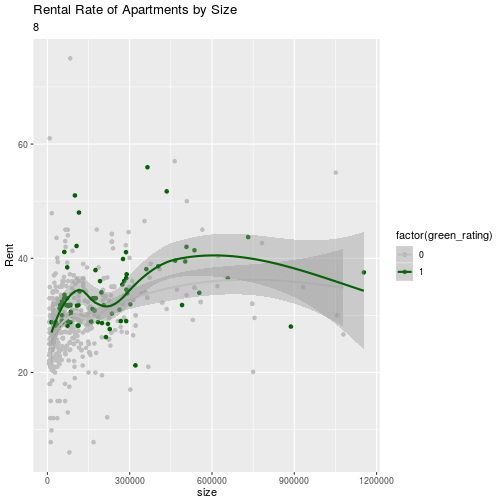 Rental Rate of Apartments by Size
8
60
40
20
Rent
0
300000
600000
900000
1200000
size
factor(green_rating)
0
1